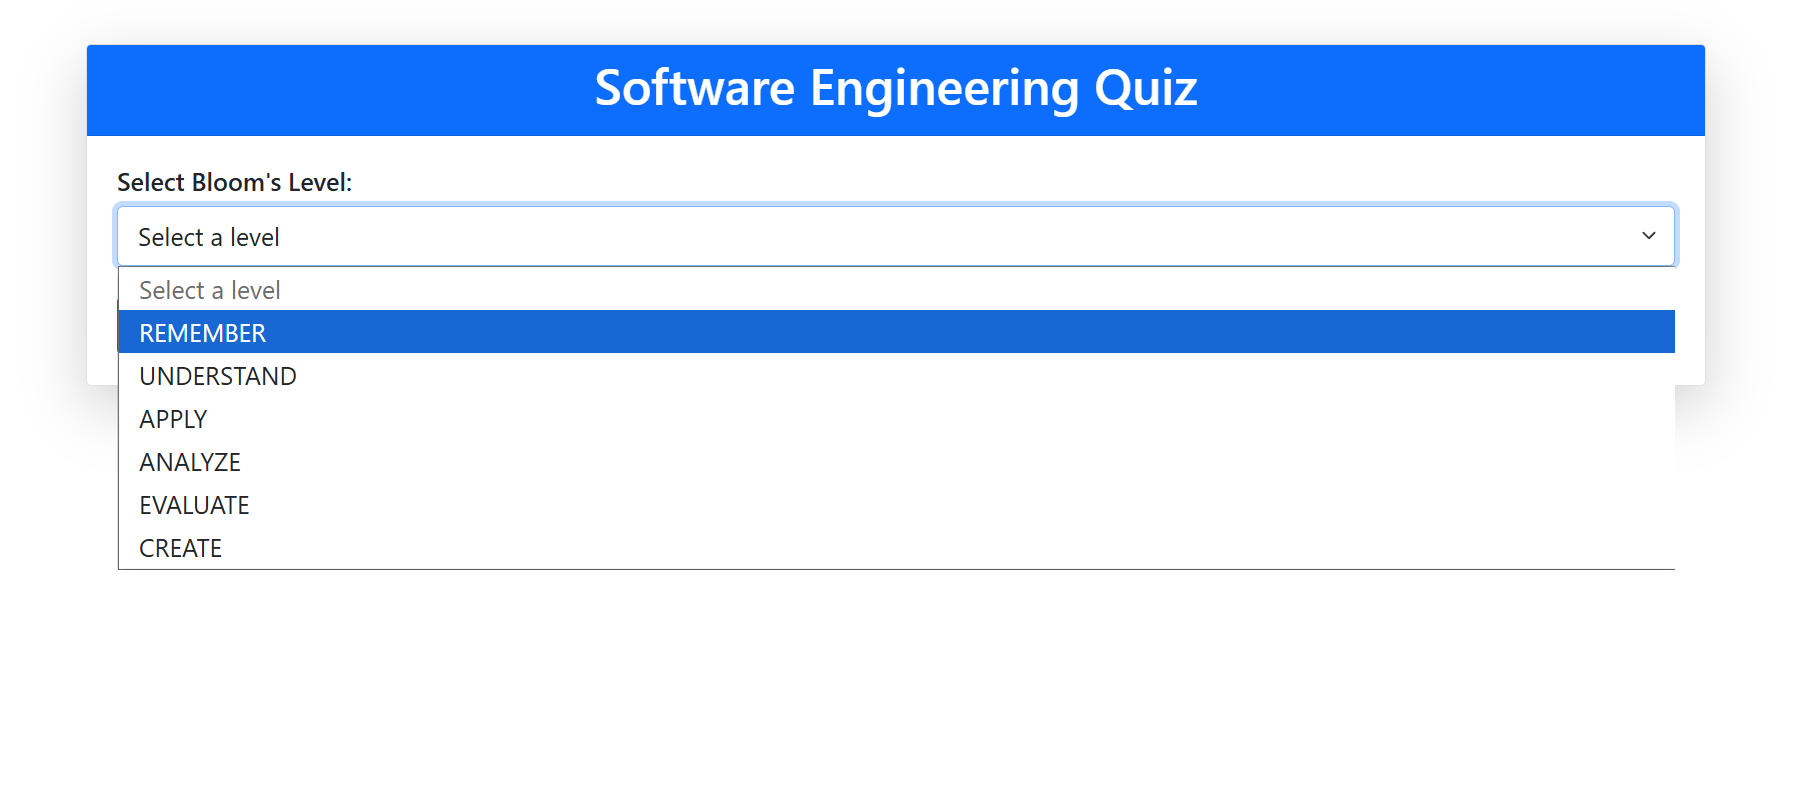 Software Engineering Quiz
Select Bloom's Level:
Select a level
Select a level
REMEMBER
UNDERSTAND
APPLY
ANALYZE
EVALUATE
CREATE